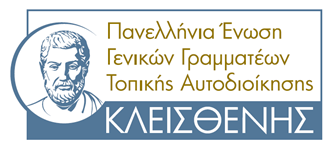 Πανελλήνια Ένωση
Γενικών Γραμματέων
Τοπικής Αυτοδιοίκησης
ΚΛΕΙΣΘΕΝΗΣ